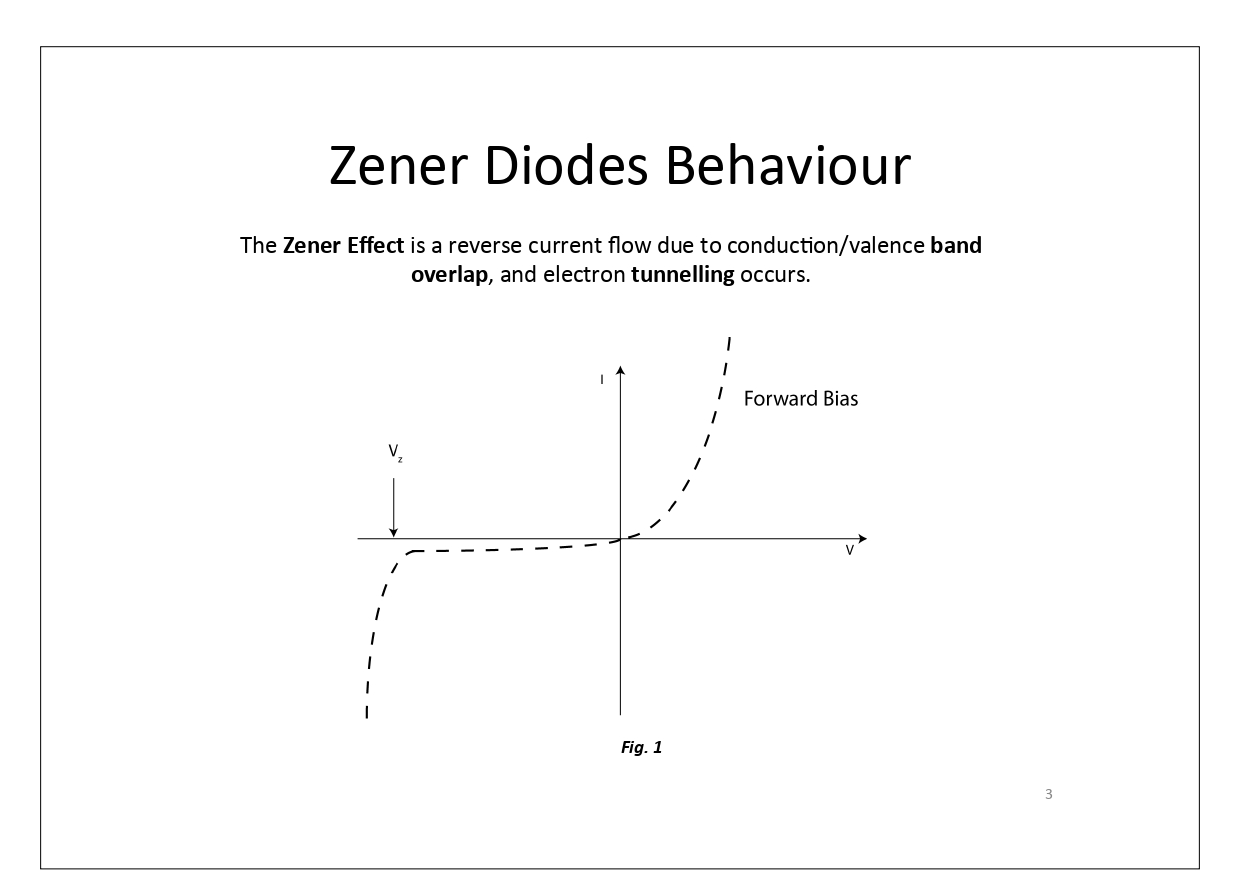 Zener Diodes Behaviour
The Zener Effect is a reverse current flow due to conduction/valence band
overlap, and electron tunnelling occurs.
I
Forward Bias
Vz
V
Fig. 1
3